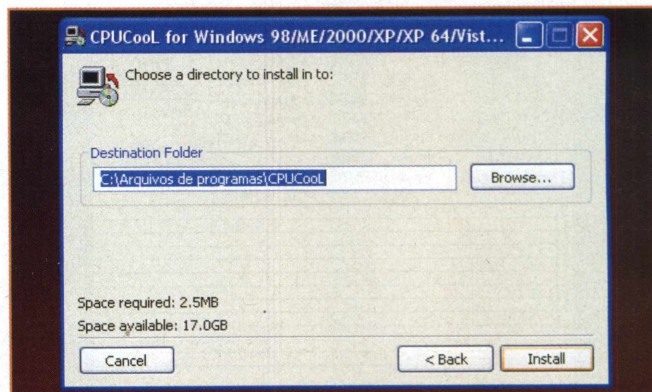 CPUCooL for Windows 98/ME/2000/XP/XP 64/Vist...
Choose a directory to install in to:
Destination Folder
C:\Arquivos de programas\CPUCooL
Browse...
Space required: 2.5MB
Space available: 17.0GB
Cancel
< Back
Install